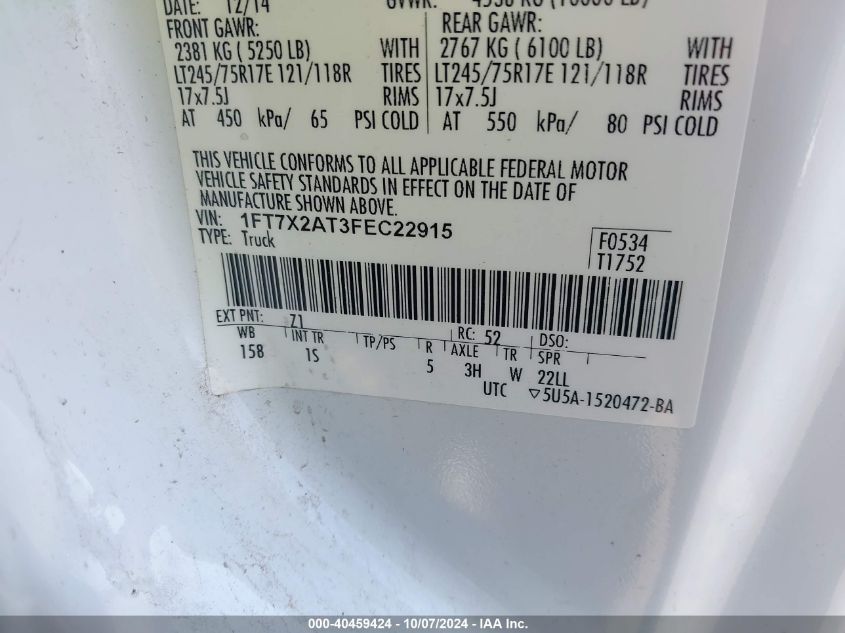 DATE: 12/14 GVWR: 4536 KG (10000 LB)
FRONT GAWR: REAR GAWR:
2381 KG ( 5250 LB) WITH 2767 KG ( 6100 LB) WITH
LT245/75R17E 121/118R TIRES LT245/75R17E 121/118R TIRES
17x7.5J RIMS 17x7.5J RIMS
AT 450 kPa/ 65 PSI COLD AT 550 kPa/ 80 PSI COLD
THIS VEHICLE CONFORMS TO ALL APPLICABLE FEDERAL MOTOR
VEHICLE SAFETY STANDARDS IN EFFECT ON THE DATE OF
MANUFACTURE SHOWN ABOVE.
VIN: 1FT7X2AT3FEC22915
TYPE: Truck
F0534
T1752
EXT PNT: Z1 RC: 52 DSO:
WB INT TR TP/PS R AXLE TR SPR
158 1S 5 3H W 22LL
UTC ▽5U5A-1520472-BA
000-40459424 | 10/07/2024 - IAA Inc.